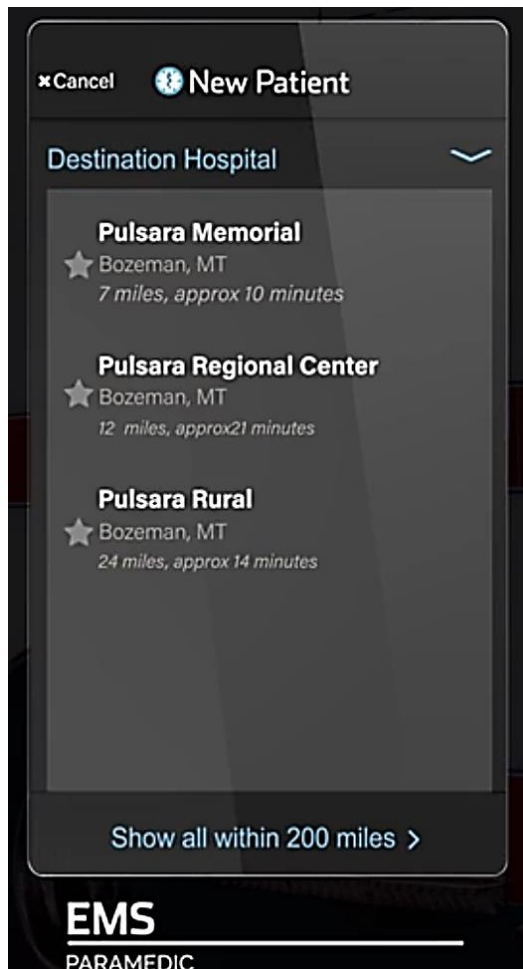 ×Cancel
New Patient
Destination Hospital
Pulsara Memorial
Bozeman, MT
7 miles, approx 10 minutes
Pulsara Regional Center
Bozeman, MT
12 miles, approx21 minutes
Pulsara Rural
Bozeman, MT
24 miles, approx 14 minutes
Show all within 200 miles >
EMS
PARAMEDIC